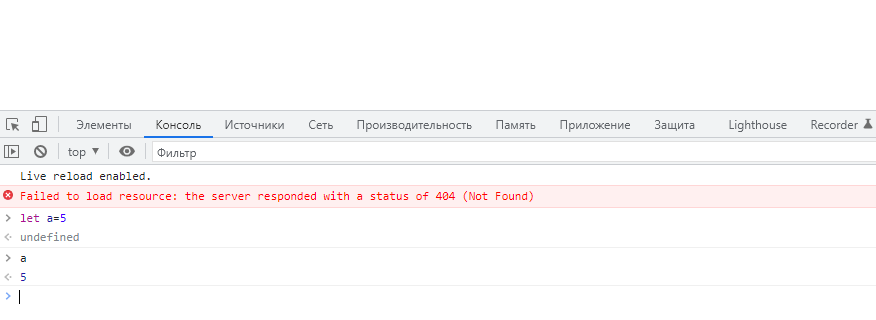 Элементы Консоль Источники Сеть Производительность Память Приложение Защита Lighthouse Recorder
top ▼ Фильтр
Live reload enabled.
Failed to load resource: the server responded with a status of 404 (Not Found)
> let a=5
<· undefined
> a
<· 5
>